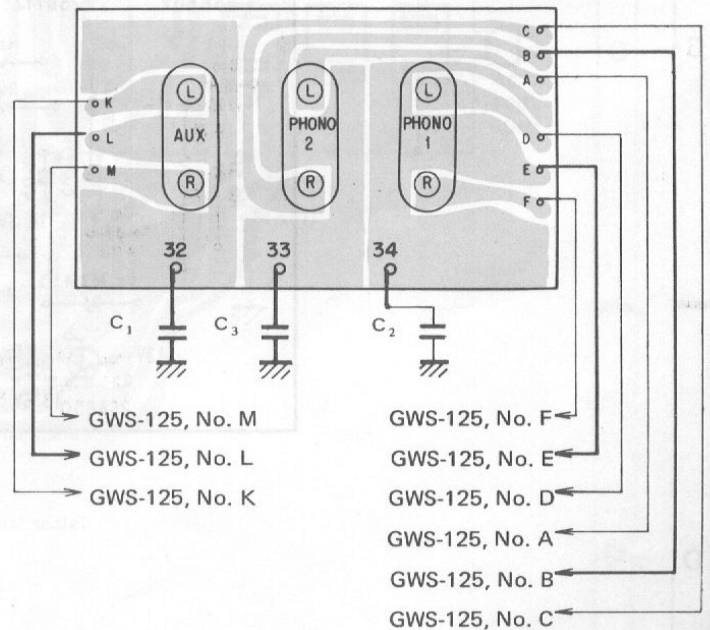 C
B
A
K
L
L
L
AUX
PHONO
2
PHONO
1
L
D
M
E
R
R
R
F
32
33
34
C₁
C₃
C₂
GWS-125, No. M
GWS-125, No. F
GWS-125, No. L
GWS-125, No. E
GWS-125, No. K
GWS-125, No. D
GWS-125, No. A
GWS-125, No. B
GWS-125, No. C